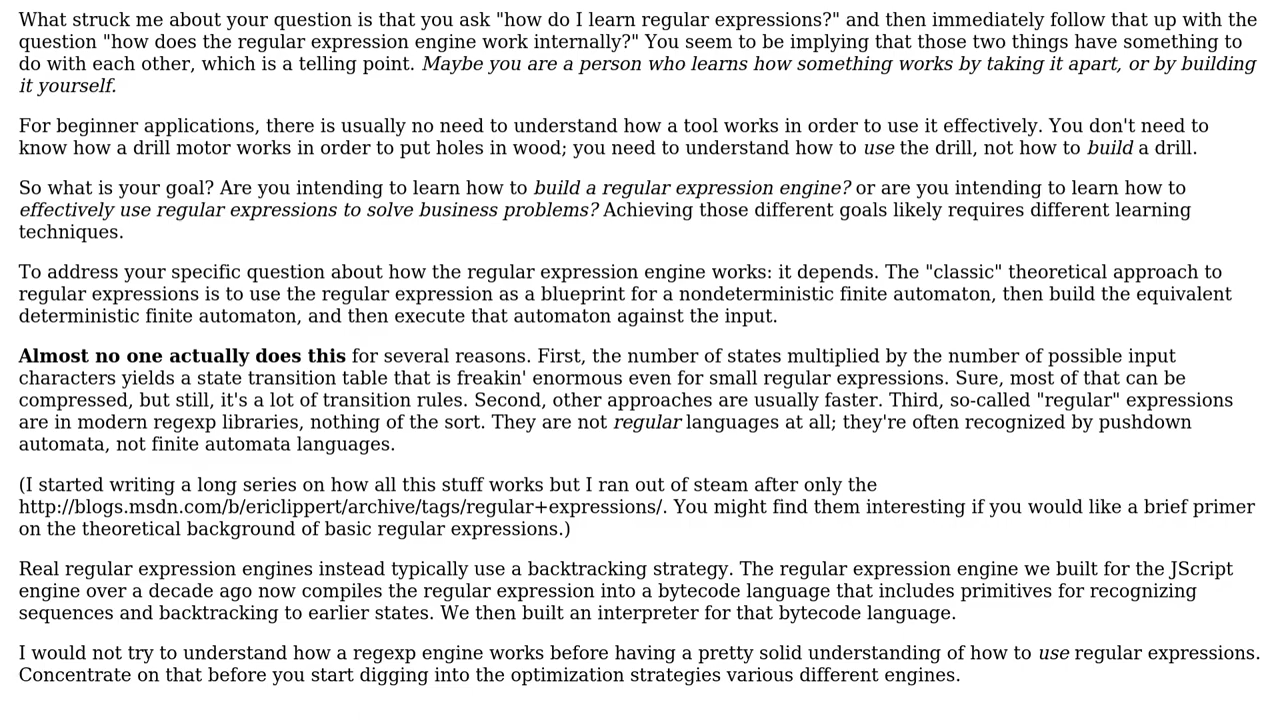 What struck me about your question is that you ask "how do I learn regular expressions?" and then immediately follow that up with the
question "how does the regular expression engine work internally?" You seem to be implying that those two things have something to
do with each other, which is a telling point. Maybe you are a person who learns how something works by taking it apart, or by building
it yourself.
For beginner applications, there is usually no need to understand how a tool works in order to use it effectively. You don't need to
know how a drill motor works in order to put holes in wood; you need to understand how to use the drill, not how to build a drill.
So what is your goal? Are you intending to learn how to build a regular expression engine? or are you intending to learn how to
effectively use regular expressions to solve business problems? Achieving those different goals likely requires different learning
techniques.
To address your specific question about how the regular expression engine works: it depends. The "classic" theoretical approach to
regular expressions is to use the regular expression as a blueprint for a nondeterministic finite automaton, then build the equivalent
deterministic finite automaton, and then execute that automaton against the input.
Almost no one actually does this for several reasons. First, the number of states multiplied by the number of possible input
characters yields a state transition table that is freakin' enormous even for small regular expressions. Sure, most of that can be
compressed, but still, it's a lot of transition rules. Second, other approaches are usually faster. Third, so-called "regular" expressions
are in modern regexp libraries, nothing of the sort. They are not regular languages at all; they're often recognized by pushdown
automata, not finite automata languages.
(I started writing a long series on how all this stuff works but I ran out of steam after only the
http://blogs.msdn.com/b/ericlippert/archive/tags/regular+expressions/. You might find them interesting if you would like a brief primer
on the theoretical background of basic regular expressions.)
Real regular expression engines instead typically use a backtracking strategy. The regular expression engine we built for the JScript
engine over a decade ago now compiles the regular expression into a bytecode language that includes primitives for recognizing
sequences and backtracking to earlier states. We then built an interpreter for that bytecode language.
I would not try to understand how a regexp engine works before having a pretty solid understanding of how to use regular expressions.
Concentrate on that before you start digging into the optimization strategies various different engines.